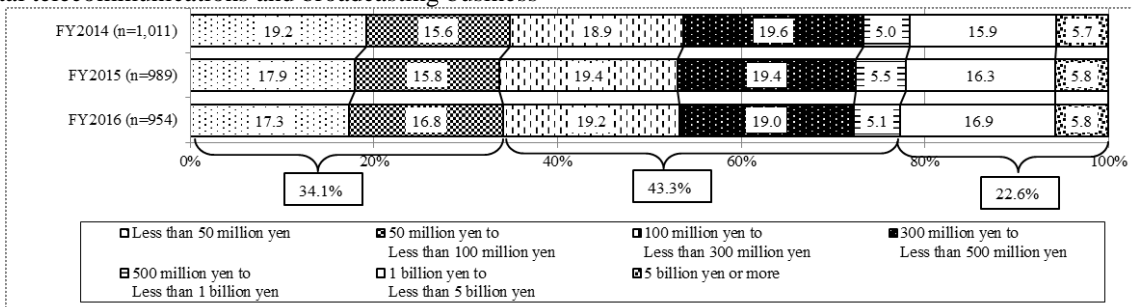 al telecommunications and broadcasting business
FY2014 (n=1,011) 19.2 15.6 18.9 19.6 5.0 15.9 5.7
FY2015 (n=989) 17.9 15.8 19.4 19.4 5.5 16.3 5.8
FY2016 (n=954) 17.3 16.8 19.2 19.0 5.1 16.9 5.8
0% 20% 40% 60% 80% 100%
34.1% 43.3% 22.6%
Less than 50 million yen
50 million yen to
Less than 100 million yen
100 million yen to
Less than 300 million yen
300 million yen to
Less than 500 million yen
500 million yen to
Less than 1 billion yen
1 billion yen to
Less than 5 billion yen
5 billion yen or more